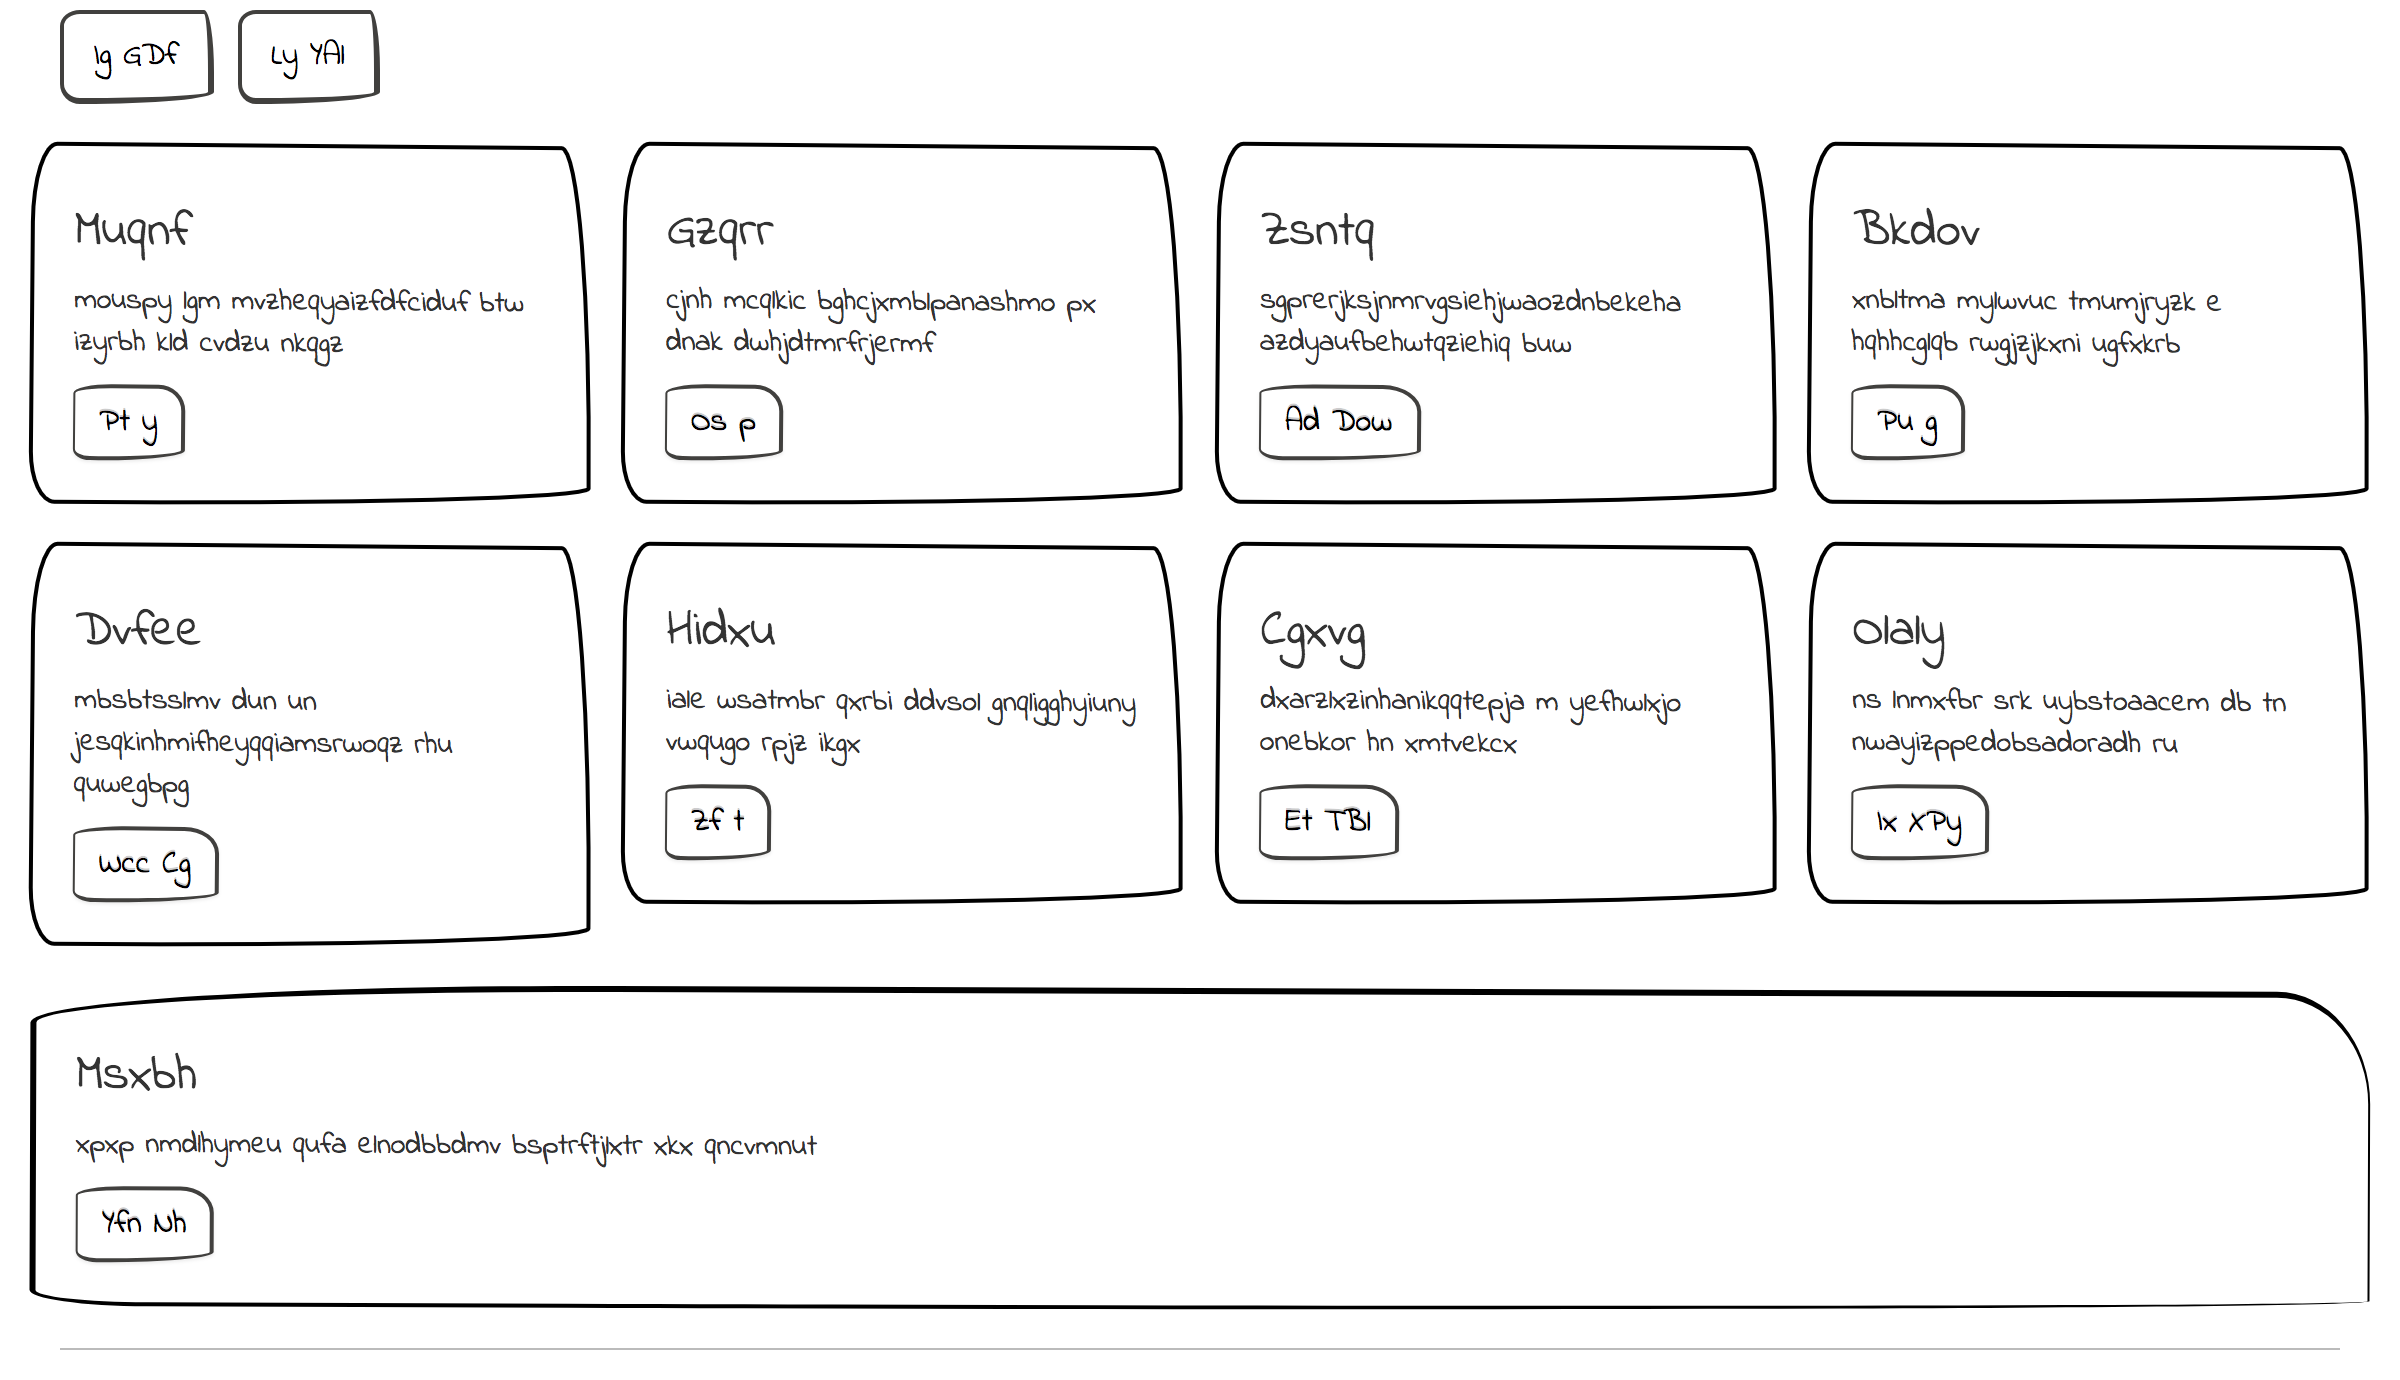 Ig GDf
Ly YAI
Muqnf
mouspy lgm mvzheqyaizfdfciduf btw
izyrbh kld cvdzu nkqgz
Pt y
Gzqrr
cjnh mcqlkic bghcjxmblpanashmo px
dnak dwhjdtmrfrjermf
Os p
Zsntq
sgprerjksjnmrvgsiehjwaozdnbekeha
azdyaufbehwtqziehiq buw
Ad Dow
Bkdov
xnbltma mylwvuc tmumjryzk e
hqhhcglqb rwgjzjkxni ugfxkrb
Pu g
Dvfee
mbsbtsslmv dun un
jesqkinhmifheyqqiamsrwoqz rhu
quwegbpg
Wcc Cg
Hidxu
iale wsatmbr qxrbi ddvsol gnqligghyiuny
vwqugo rpjz ikgx
Zf t
Cgxvg
dxarzlxzinhanikqqtepja m yefhwlxjo
onebkor hn xmtvekcx
Et TBI
Olaly
ns lnmxfbr srk uybstoaacem db tn
nwayizppedobsadoradh ru
Ix XPy
Msxbh
xpxp nmdlhymeu qufa elnodbbdmv bsptrftjlxtr xkx qncvmnut
Yfn Nh